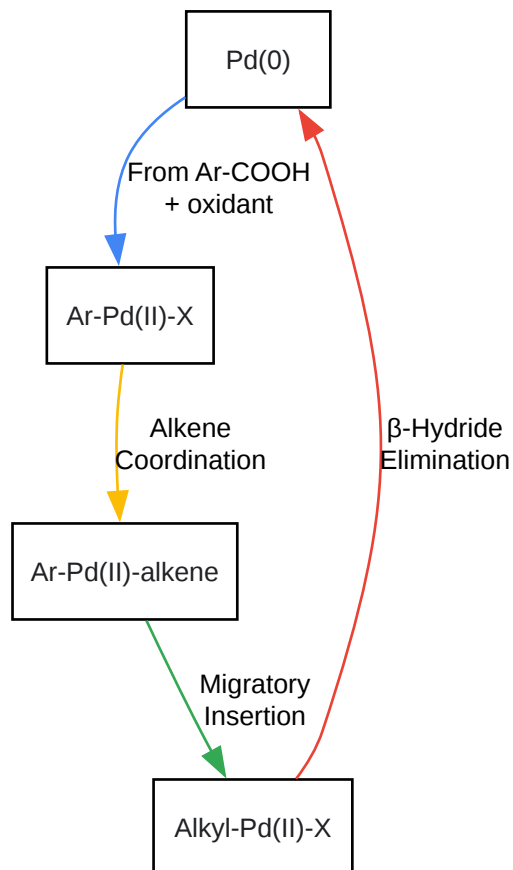 Pd(0)
From Ar-COOH
+ oxidant
Ar-Pd(II)-X
Alkene
Coordination
β-Hydride
Elimination
Ar-Pd(II)-alkene
Migratory
Insertion
Alkyl-Pd(II)-X